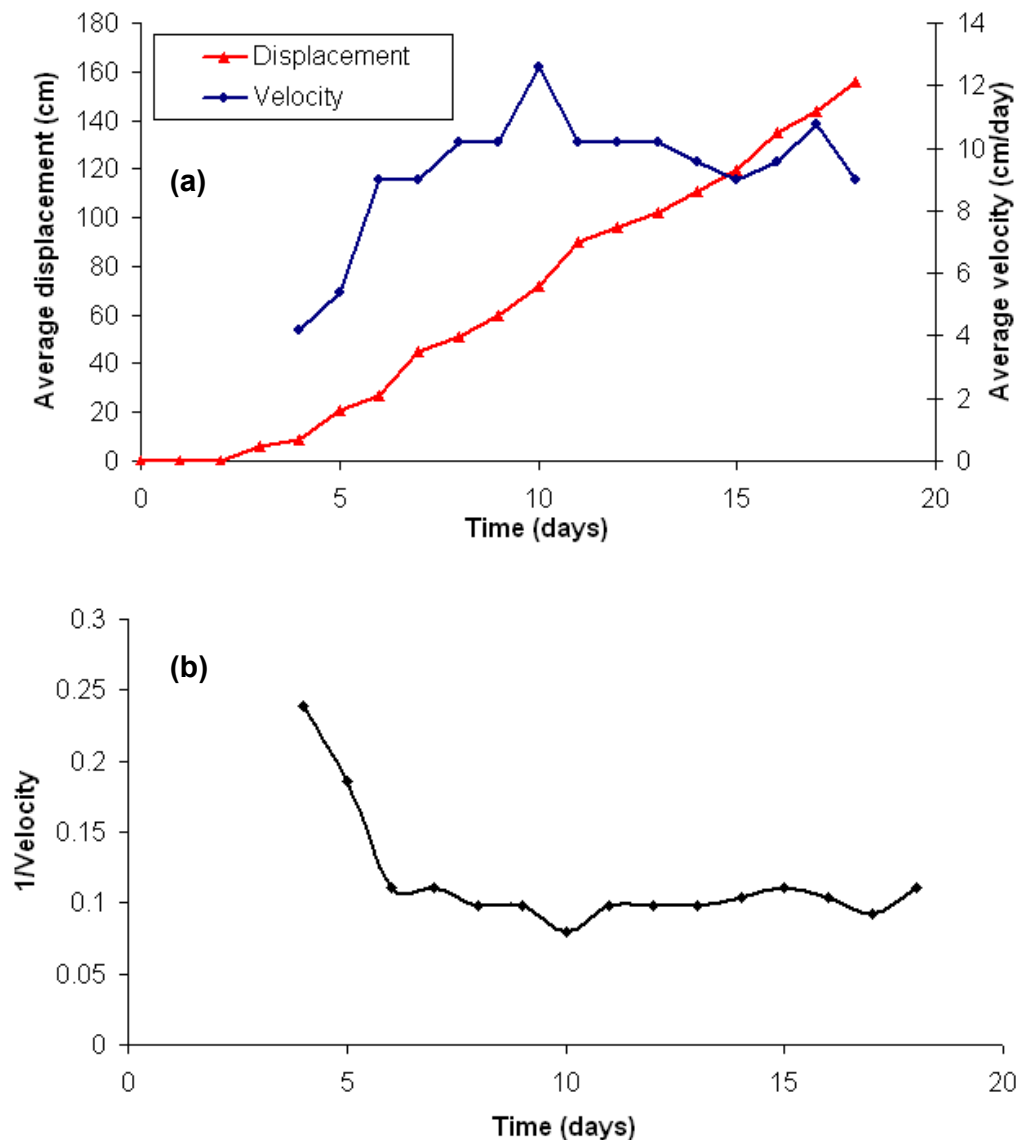 180
160
140
120
100
80
60
40
20
0
Average displacement (cm)
Displacement
Velocity
(a)
14
12
10
8
6
4
2
0
Average velocity (cm/day)
0 5 10 15 20
Time (days)
0.3
0.25
0.2
0.15
0.1
0.05
0
1/Velocity
(b)
0 5 10 15 20
Time (days)